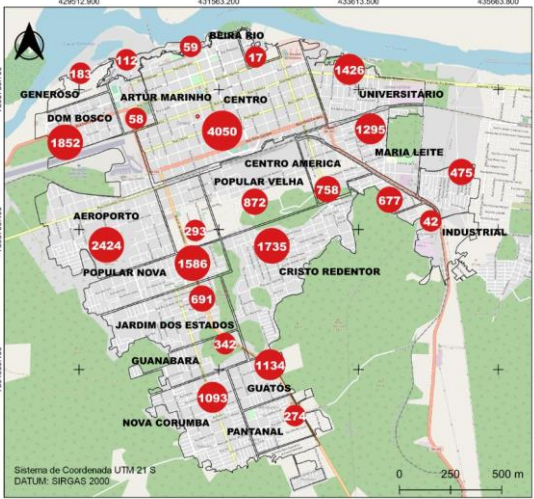 429512.900 431563.200 433613.500 435663.800
BEIRA RIO
59
112
17
183
1426
GENEROSO
ARTUR MARINHO
CENTRO
UNIVERSITÁRIO
DOM BOSCO
58
1852
4050
1295
MARIA LEITE
CENTRO AMERICA
475
POPULAR VELHA
758
872
677
AEROPORTO
42
293
INDUSTRIAL
2424
1735
1586
POPULAR NOVA
CRISTO REDENTOR
691
JARDIM DOS ESTADOS
342
GUANABARA
1134
GUATÓS
1093
274
NOVA CORUMBA
PANTANAL
Sistema de Coordenada UTM 21 S
DATUM: SIRGAS 2000
0 250 500 m